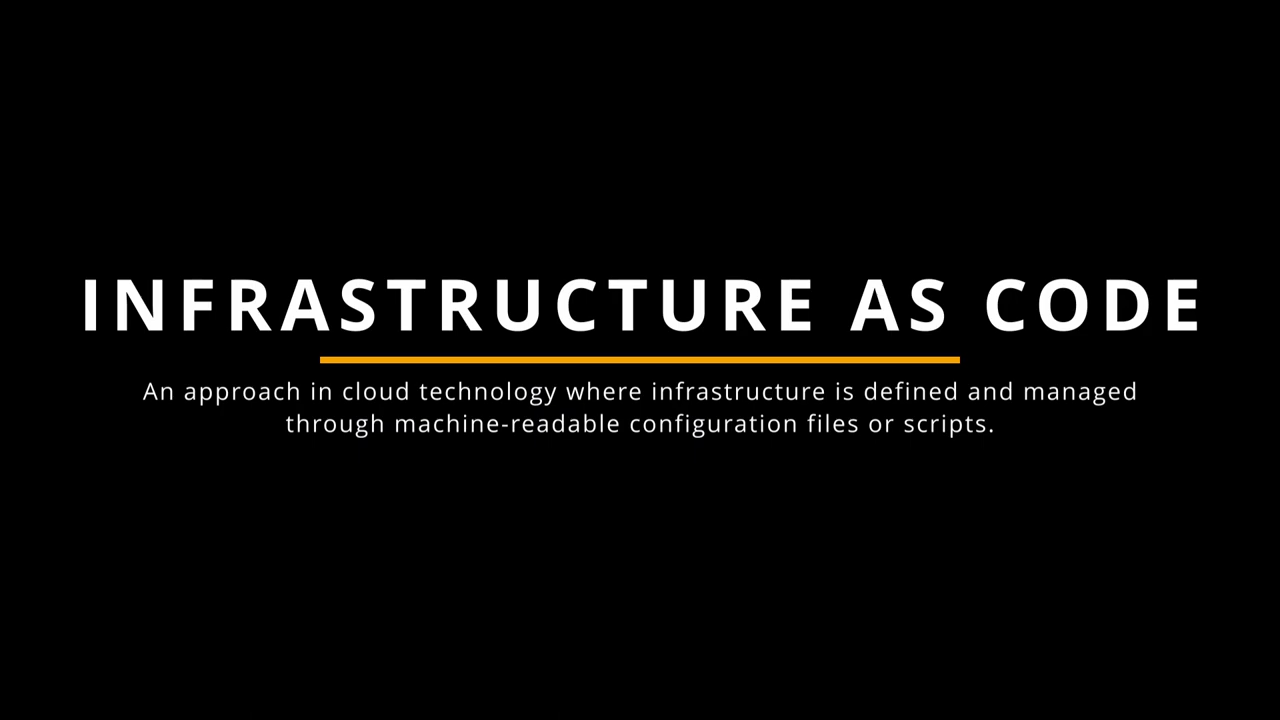 INFRASTRUCTURE AS CODE
An approach in cloud technology where infrastructure is defined and managed
through machine-readable configuration files or scripts.